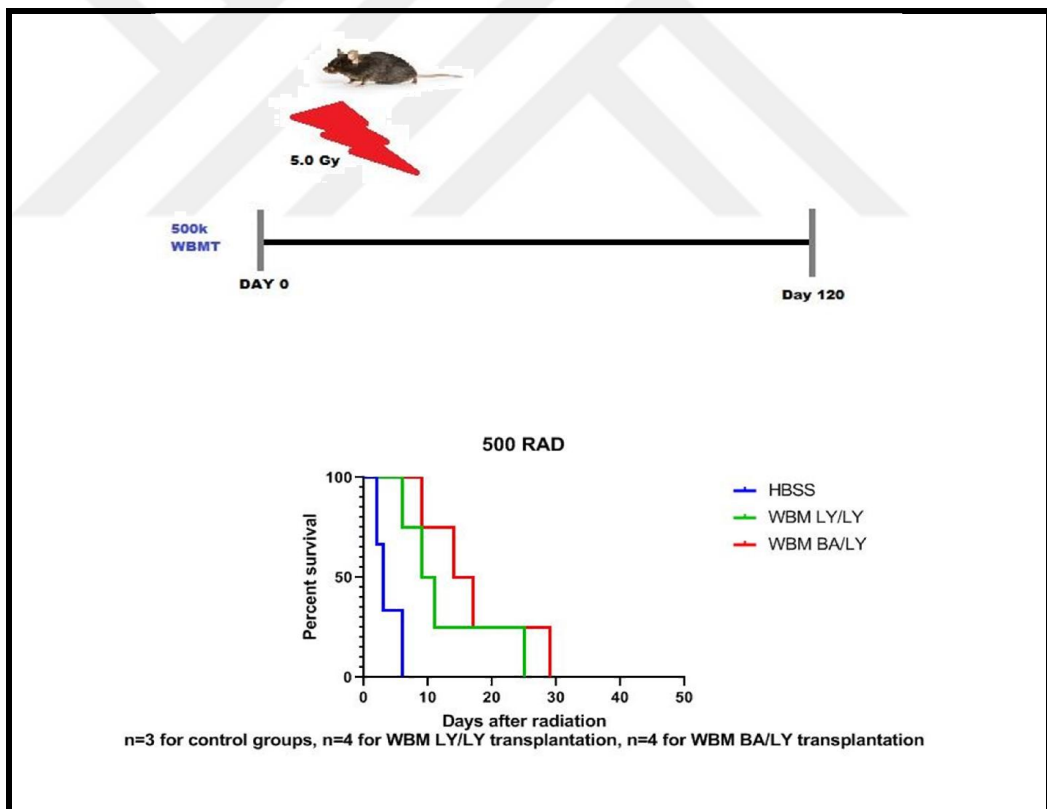 5.0 Gy
500k
WBMT
DAY 0
Day 120
500 RAD
Percent survival
100
50
0
0 10 20 30 40 50
Days after radiation
HBSS
WBM LY/LY
WBM BA/LY
n=3 for control groups, n=4 for WBM LY/LY transplantation, n=4 for WBM BA/LY transplantation